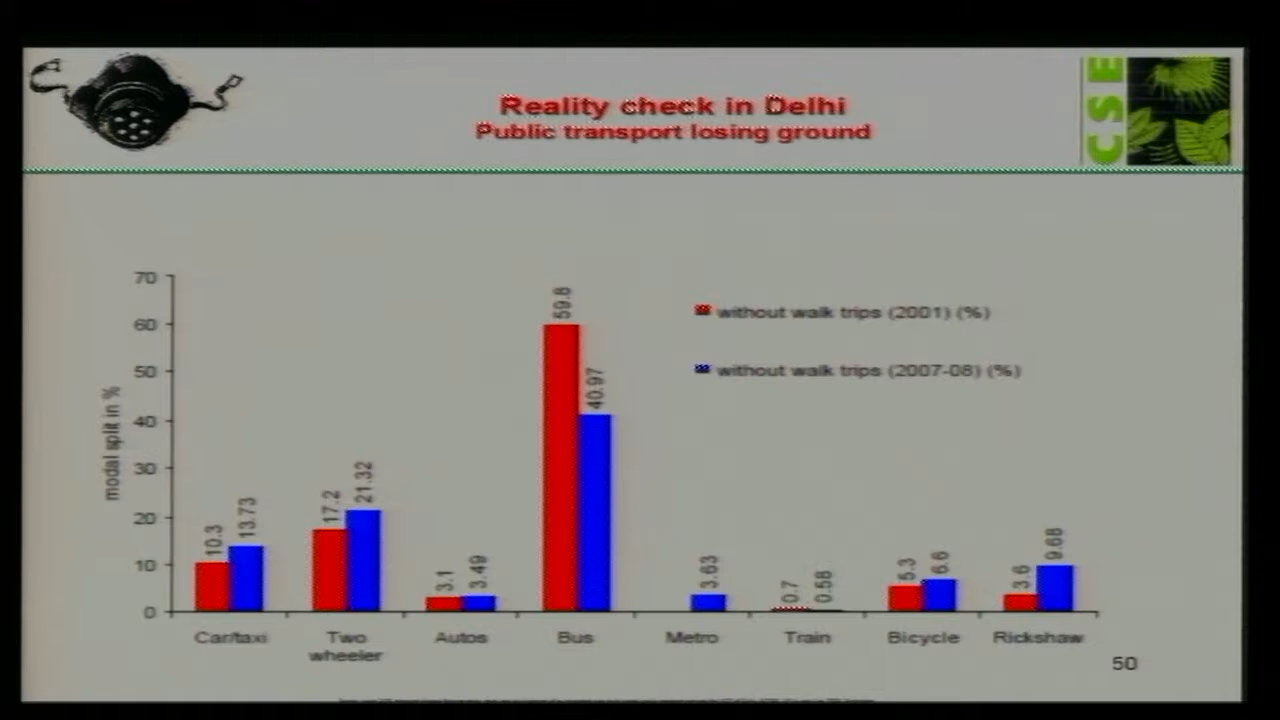 Reality check in Delhi
Public transport losing ground
CSE
modal split in %
70
60
50
40
30
20
10
0
without walk trips (2001) (%)
without walk trips (2007-08) (%)
10.3
13.73
17.2
21.32
3.1
3.49
59.8
40.97
3.63
0.7
0.58
5.3
6.6
3.6
9.68
Car/taxi
Two wheeler
Autos
Bus
Metro
Train
Bicycle
Rickshaw
50